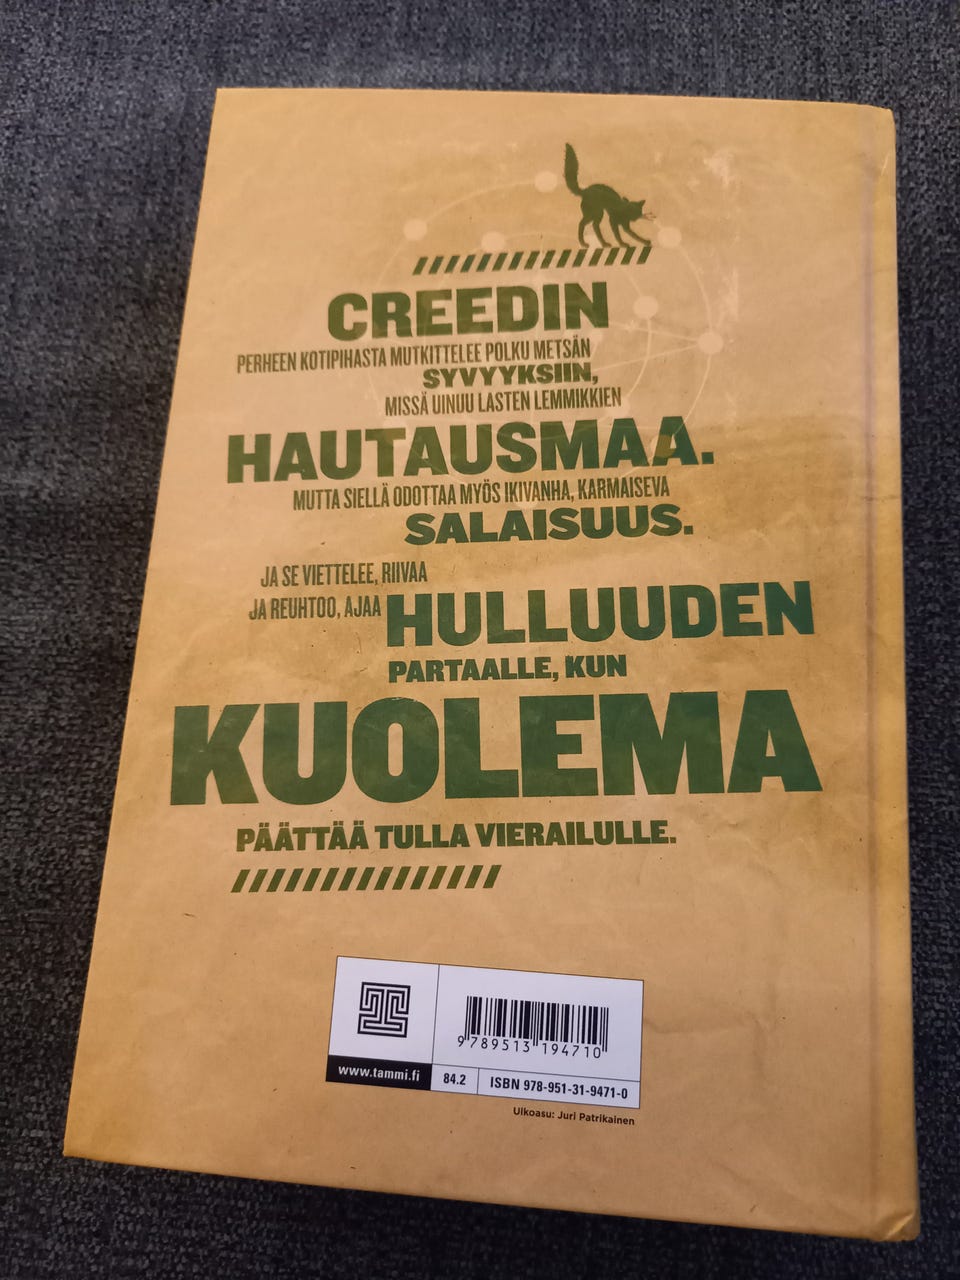 CREEDIN
PERHEEN KOTIPIHASTA MUTKITTELEE POLKU METSÄN
SYVYYKSIIN,
MISSÄ UINUU LASTEN LEMMIKKIEN
HAUTAUSMAA.
MUTTA SIELLÄ ODOTTAA MYÖS IKIVANHA, KARMAISEVA
SALAISUUS.
JA SE VIETTELEE, RIIVAA
JA REUHTOO, AJAA HULLUUDEN
PARTAALLE, KUN
KUOLEMA
PÄÄTTÄÄ TULLA VIERAILULLE.
9 789513 194710
www.tammi.fi 84.2 ISBN 978-951-31-9471-0
Ulkoasu: Juri Patrikainen